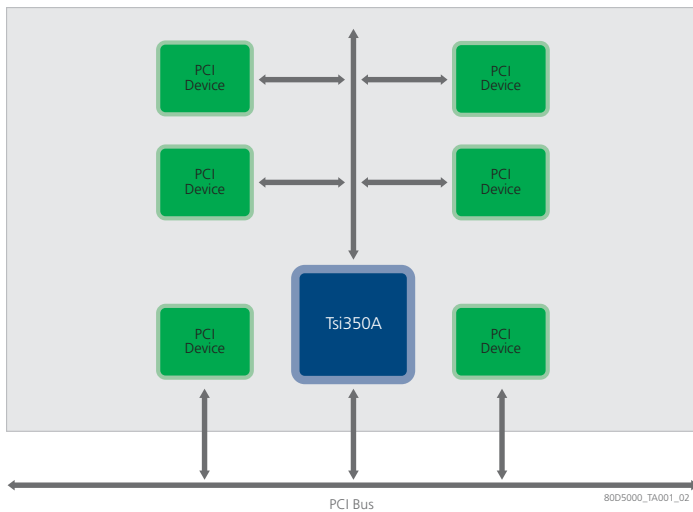 PCI
Device
PCI
Device
PCI
Device
PCI
Device
Tsi350A
PCI
Device
PCI
Device
PCI Bus
80D5000_TA001_02